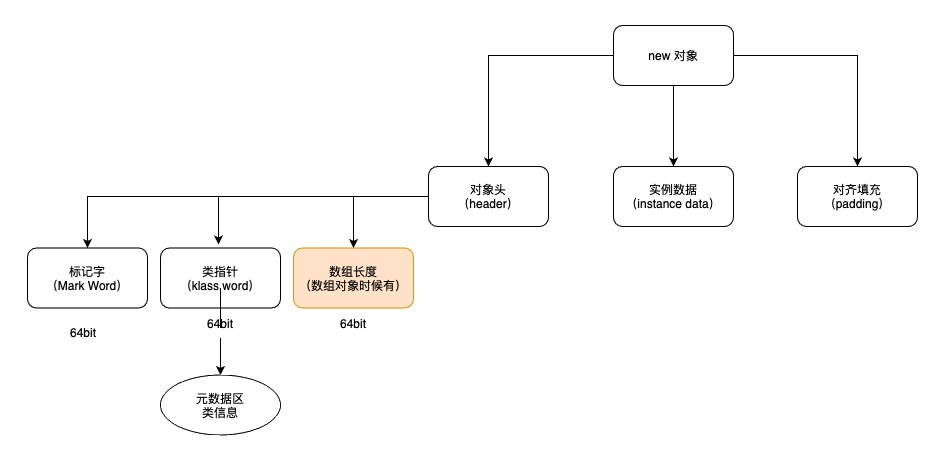 new 对象
对象头
（header）
实例数据
（instance data）
对齐填充
（padding）
标记字
（Mark Word）
类指针
（klass word）
数组长度
（数组对象时候有）
64bit
64bit
64bit
元数据区
类信息